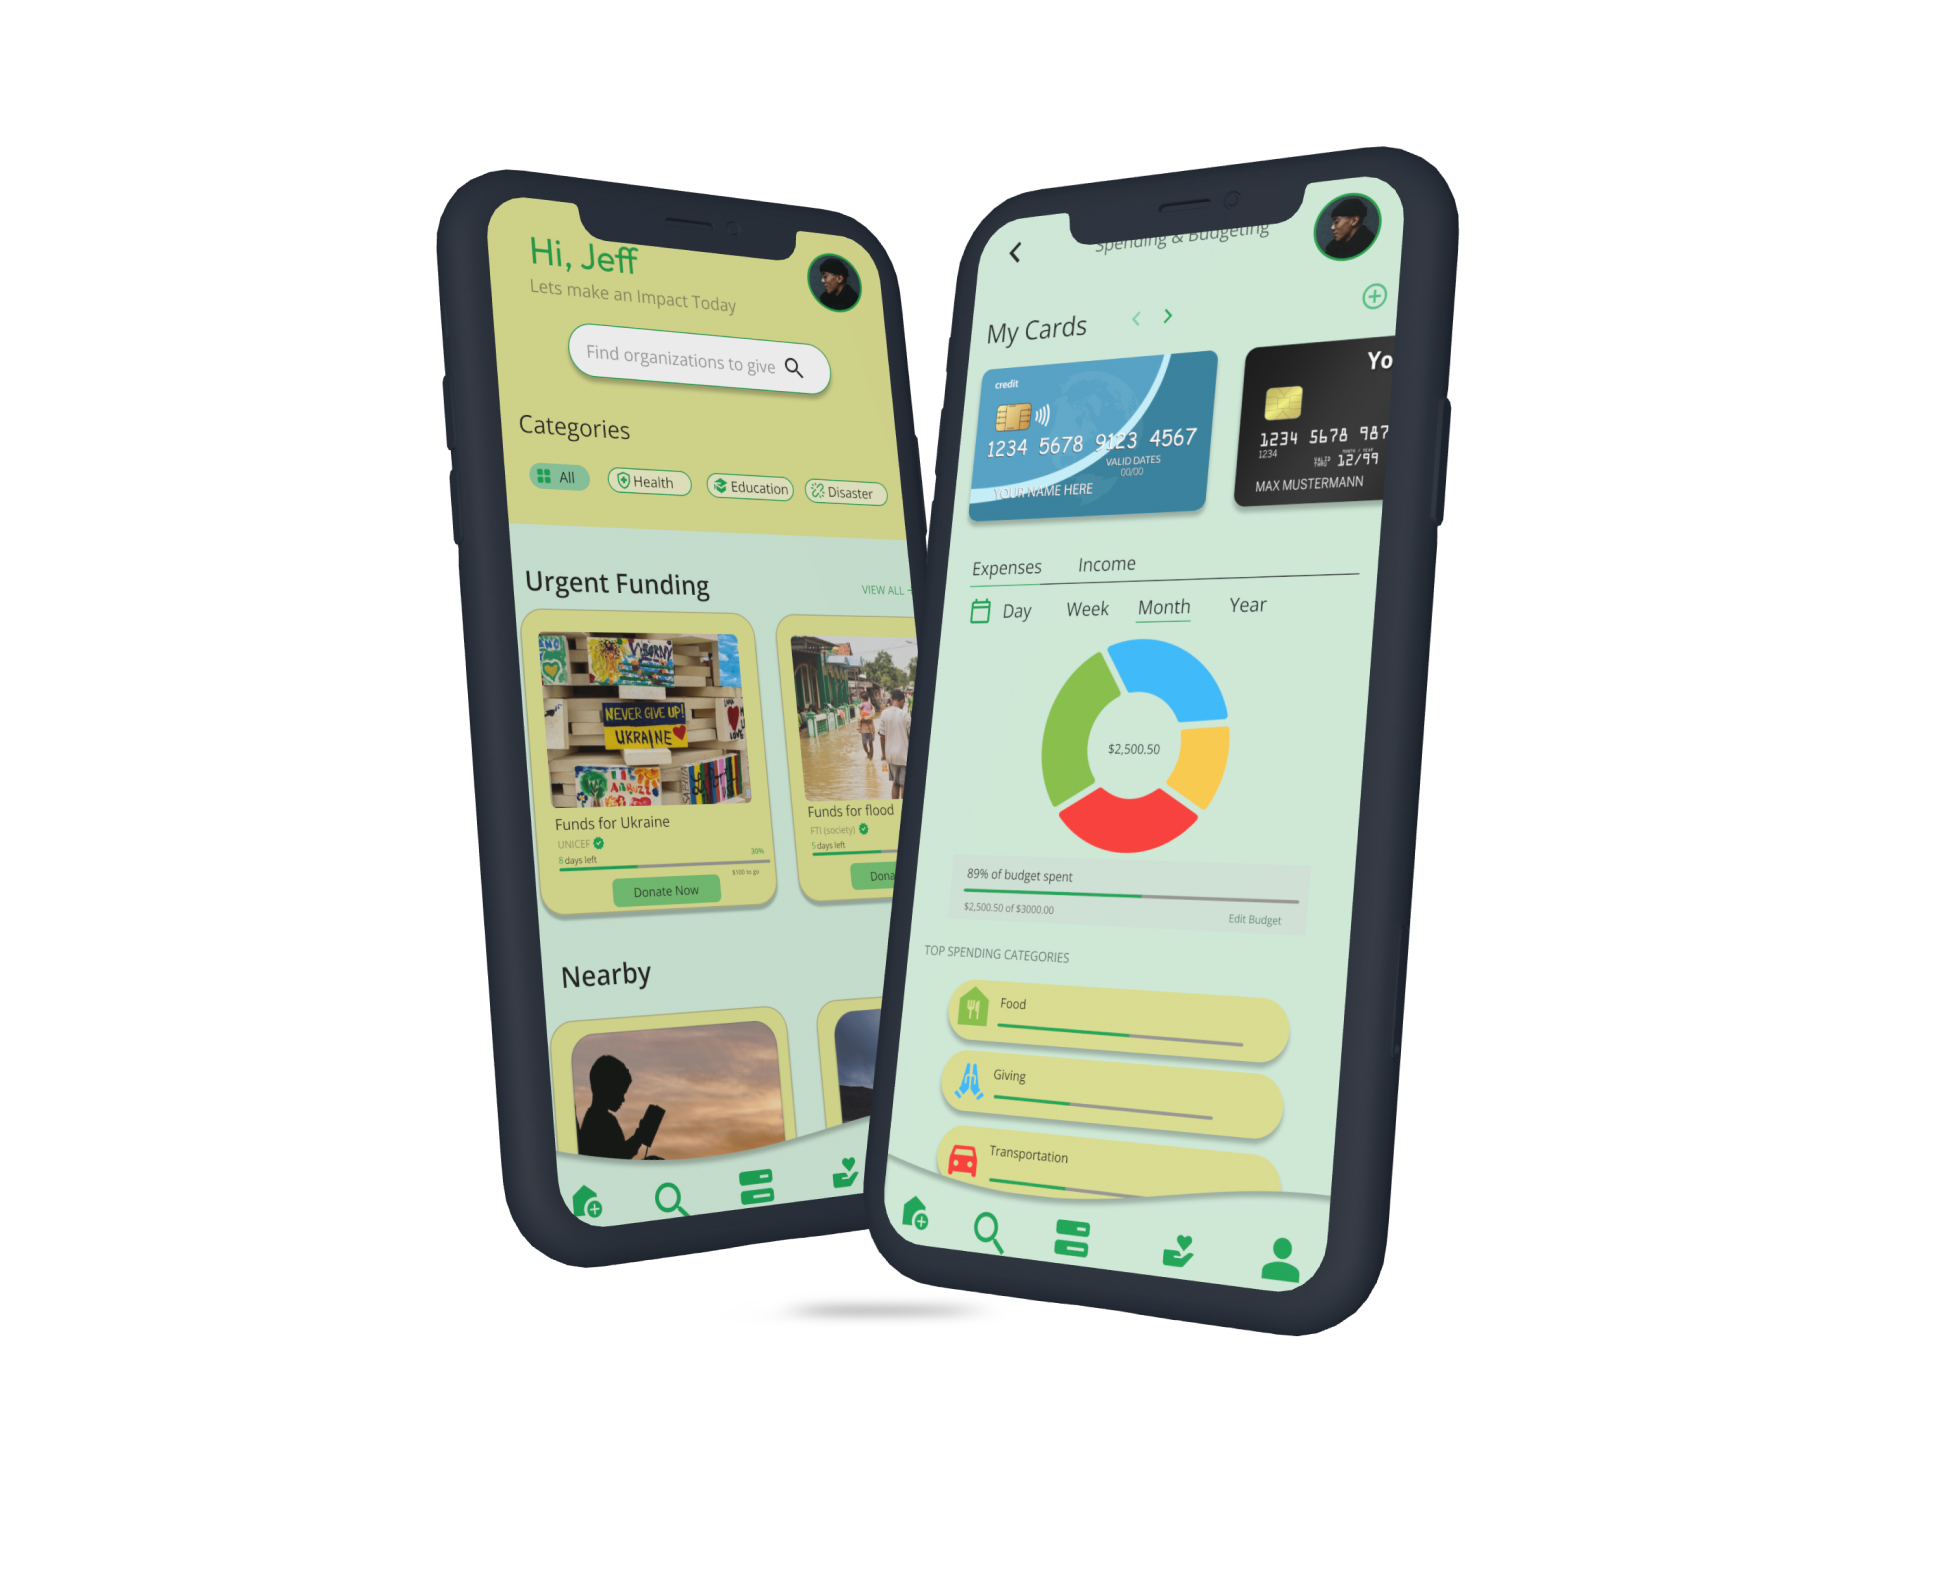 Hi, Jeff
Lets make an Impact Today
Find organizations to give
Categories
All
Health
Education
Disaster
Urgent Funding
VIEW ALL
NEVER GIVE UP!
UKRAINE
Funds for Ukraine
UNICEF
8 days left
30%
$100 to go
Donate Now
Funds for flood
FTI (society)
5 days left
Dona
Nearby
Spending & Budgeting
My Cards
credit
1234 5678 9123 4567
VALID DATES
00/00
YOUR NAME HERE
Yo
1234 5678 987
1234
MONTH / YEAR
VALID THRU 12/99
MAX MUSTERMANN
Expenses Income
Day Week Month Year
$2,500.50
89% of budget spent
$2,500.50 of $3000.00
Edit Budget
TOP SPENDING CATEGORIES
Food
Giving
Transportation